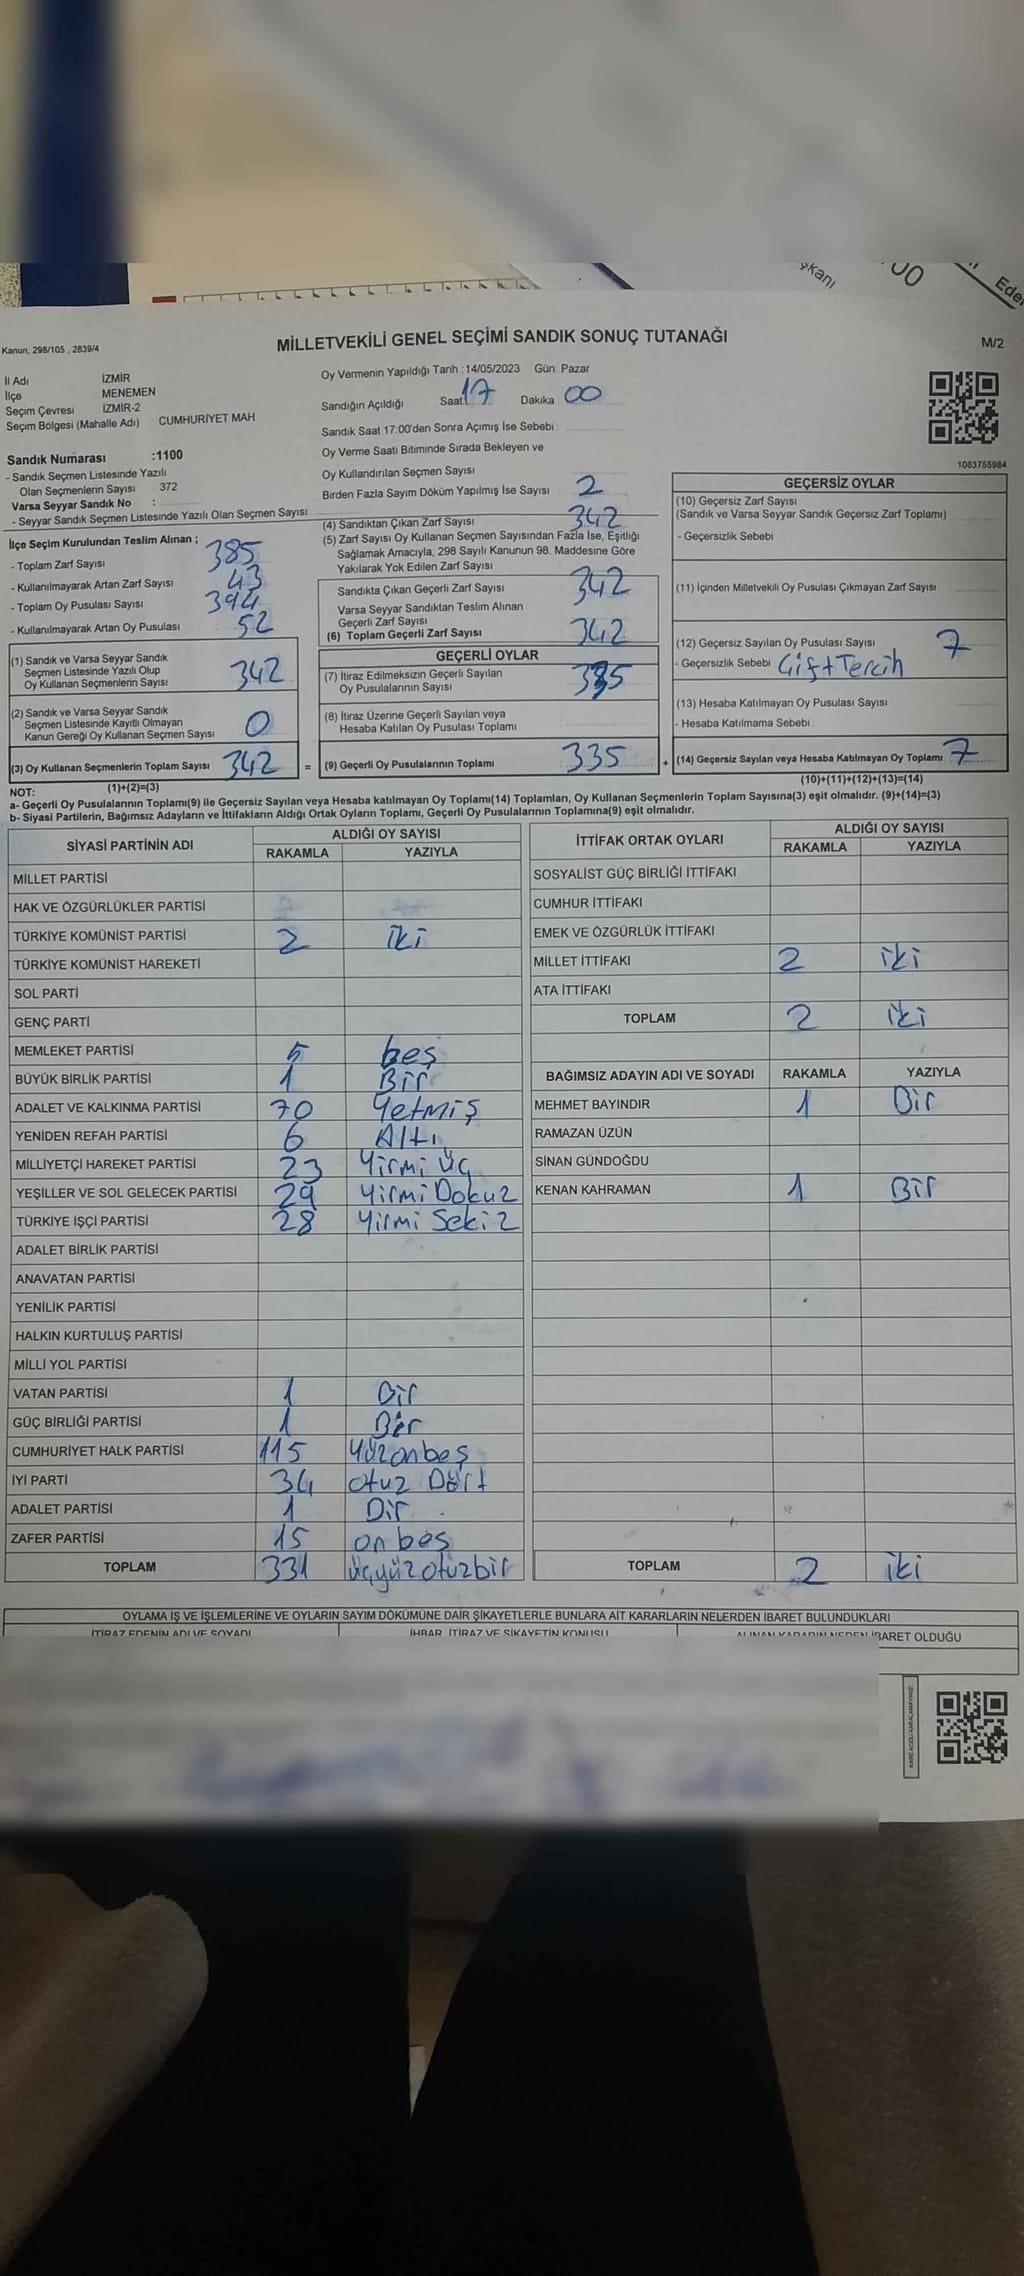 şkanı
00
Eder
Kanun, 298/105 , 2839/4
MİLLETVEKİLİ GENEL SEÇİMİ SANDIK SONUÇ TUTANAĞI
M/2
İl Adı İZMİR
İlçe MENEMEN
Seçim Çevresi İZMİR-2
Seçim Bölgesi (Mahalle Adı) CUMHURİYET MAH
Sandık Numarası :1100
- Sandık Seçmen Listesinde Yazılı
Olan Seçmenlerin Sayısı : 372
Varsa Seyyar Sandık No :
- Seyyar Sandık Seçmen Listesinde Yazılı Olan Seçmen Sayısı
İlçe Seçim Kurulundan Teslim Alınan ;
- Toplam Zarf Sayısı 385
- Kullanılmayarak Artan Zarf Sayısı 43
- Toplam Oy Pusulası Sayısı 394
- Kullanılmayarak Artan Oy Pusulası 52
(1) Sandık ve Varsa Seyyar Sandık
Seçmen Listesinde Yazılı Olup
Oy Kullanan Seçmenlerin Sayısı 342
(2) Sandık ve Varsa Seyyar Sandık
Seçmen Listesinde Kayıtlı Olmayan
Kanun Gereği Oy Kullanan Seçmen Sayısı 0
(3) Oy Kullanan Seçmenlerin Toplam Sayısı 342 =
(1)+(2)=(3)
Oy Vermenin Yapıldığı Tarih :14/05/2023 Gün: Pazar
Sandığın Açıldığı Saat 17 Dakika 00
Sandık Saat 17:00'den Sonra Açımış İse Sebebi
Oy Verme Saati Bitiminde Sırada Bekleyen ve
Oy Kullandırılan Seçmen Sayısı
Birden Fazla Sayım Döküm Yapılmış İse Sayısı 2
(4) Sandıktan Çıkan Zarf Sayısı 342
(5) Zarf Sayısı Oy Kullanan Seçmen Sayısından Fazla İse, Eşitliği
Sağlamak Amacıyla, 298 Sayılı Kanunun 98. Maddesine Göre
Yakılarak Yok Edilen Zarf Sayısı
Sandıkta Çıkan Geçerli Zarf Sayısı 342
Varsa Seyyar Sandıktan Teslim Alınan
Geçerli Zarf Sayısı
(6) Toplam Geçerli Zarf Sayısı 342
GEÇERLİ OYLAR
(7) İtiraz Edilmeksizin Geçerli Sayılan
Oy Pusulalarının Sayısı 335
(8) İtiraz Üzerine Geçerli Sayılan veya
Hesaba Katılan Oy Pusulası Toplamı
(9) Geçerli Oy Pusulalarının Toplamı 335 +
1083755984
GEÇERSİZ OYLAR
(10) Geçersiz Zarf Sayısı
(Sandık ve Varsa Seyyar Sandık Geçersiz Zarf Toplamı)
- Geçersizlik Sebebi
(11) İçinden Milletvekili Oy Pusulası Çıkmayan Zarf Sayısı
(12) Geçersiz Sayılan Oy Pusulası Sayısı 7
- Geçersizlik Sebebi Çift Tercih
(13) Hesaba Katılmayan Oy Pusulası Sayısı
- Hesaba Katılmama Sebebi
(14) Geçersiz Sayılan veya Hesaba Katılmayan Oy Toplamı 7
(10)+(11)+(12)+(13)=(14)
NOT:
a- Geçerli Oy Pusulalarının Toplamı(9) ile Geçersiz Sayılan veya Hesaba katılmayan Oy Toplamı(14) Toplamları, Oy Kullanan Seçmenlerin Toplam Sayısına(3) eşit olmalıdır. (9)+(14)=(3)
b- Siyasi Partilerin, Bağımsız Adayların ve İttifakların Aldığı Ortak Oyların Toplamı, Geçerli Oy Pusulalarının Toplamına(9) eşit olmalıdır.
SİYASİ PARTİNİN ADI ALDIĞI OY SAYISI
RAKAMLA YAZIYLA
MİLLET PARTİSİ
HAK VE ÖZGÜRLÜKLER PARTİSİ
TÜRKİYE KOMÜNİST PARTİSİ 2 iki
TÜRKİYE KOMÜNİST HAREKETİ
SOL PARTİ
GENÇ PARTİ
MEMLEKET PARTİSİ 5 beş
BÜYÜK BİRLİK PARTİSİ 1 Bir
ADALET VE KALKINMA PARTİSİ 70 Yetmiş
YENİDEN REFAH PARTİSİ 6 Altı
MİLLİYETÇİ HAREKET PARTİSİ 23 Yirmi Üç
YEŞİLLER VE SOL GELECEK PARTİSİ 29 Yirmi Dokuz
TÜRKİYE İŞÇİ PARTİSİ 28 Yirmi Sekiz
ADALET BİRLİK PARTİSİ
ANAVATAN PARTİSİ
YENİLİK PARTİSİ
HALKIN KURTULUŞ PARTİSİ
MİLLİ YOL PARTİSİ
VATAN PARTİSİ 1 Bir
GÜÇ BİRLİĞİ PARTİSİ 1 Bir
CUMHURİYET HALK PARTİSİ 115 Yüzonbeş
İYİ PARTİ 34 otuz Dört
ADALET PARTİSİ 1 Bir
ZAFER PARTİSİ 15 on beş
TOPLAM 331 üçyüz otuzbir
İTTİFAK ORTAK OYLARI ALDIĞI OY SAYISI
RAKAMLA YAZIYLA
SOSYALİST GÜÇ BİRLİĞİ İTTİFAKI
CUMHUR İTTİFAKI
EMEK VE ÖZGÜRLÜK İTTİFAKI
MİLLET İTTİFAKI 2 iki
ATA İTTİFAKI
TOPLAM 2 iki
BAĞIMSIZ ADAYIN ADI VE SOYADI RAKAMLA YAZIYLA
MEHMET BAYINDIR 1 Bir
RAMAZAN ÜZÜN
SİNAN GÜNDOĞDU
KENAN KAHRAMAN 1 Bir
TOPLAM 2 iki
OYLAMA İŞ VE İŞLEMLERİNE VE OYLARIN SAYIM DÖKÜMÜNE DAİR ŞİKAYETLERLE BUNLARA AİT KARARLARIN NELERDEN İBARET BULUNDUKLARI
İTİRAZ EDENİN ADI VE SOYADI İHBAR, İTİRAZ VE ŞİKAYETİN KONUSU ALINAN KARARIN NEDEN İBARET OLDUĞU